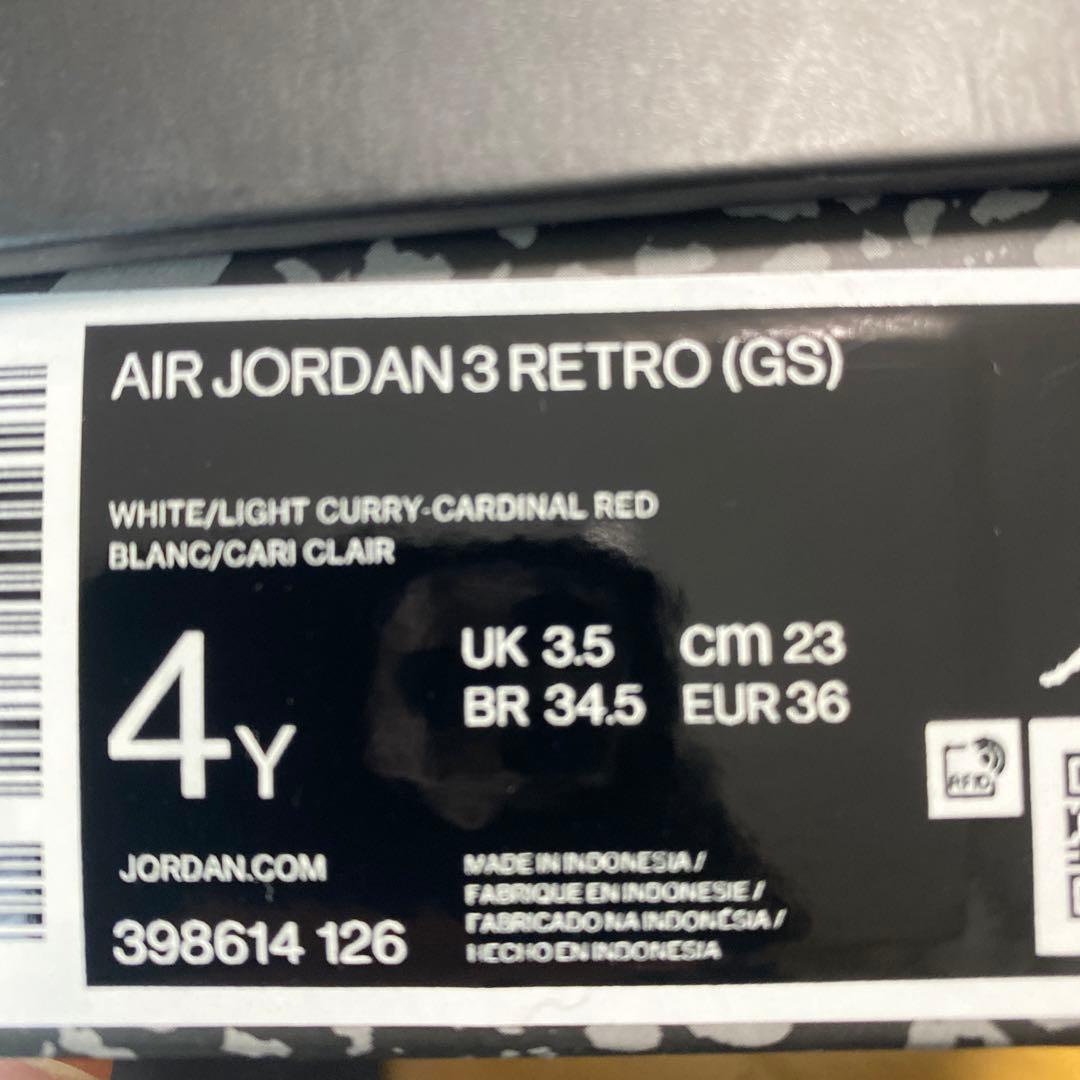 AIR JORDAN 3 RETRO (GS)
WHITE/LIGHT CURRY-CARDINAL RED
BLANC/CARI CLAIR
4Y
UK 3.5 cm 23
BR 34.5 EUR 36
RFID
JORDAN.COM
398614 126
MADE IN INDONESIA /
FABRIQUE EN INDONESIE /
FABRICADO NA INDONÉSIA /
HECHO EN INDONESIA